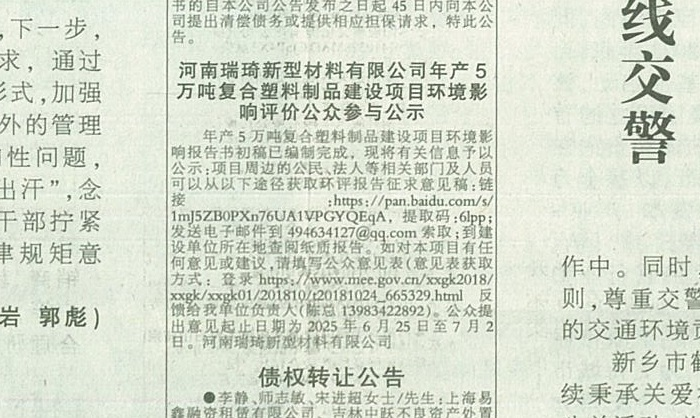 ,下一步,
求，通过
形式,加强
外的管理
性问题,
出汗”,念
干部拧紧
律规矩意
岩 郭彪)
书的自本公司公告发布之日起 45 日内向本公
司提出清偿债务或提供相应担保请求，特此公
告。
河南瑞琦新型材料有限公司年产 5
万吨复合塑料制品建设项目环境影
响评价公众参与公示
年产 5 万吨复合塑料制品建设项目环境影
响报告书初稿已编制完成，现将有关信息予以
公示:项目周边的公民、法人等相关部门及人员
可以从以下途径获取环评报告征求意见稿:链
接:https://pan.baidu.com/s/
1mJ5ZB0PXn76UA1VPGYQEqA，提取码:6lpp;
发送电子邮件到 494634127@qq.com 索取;到建
设单位所在地查阅纸质报告。如对本项目有任
何意见或建议,请填写公众意见表(意见表获取
方式：登录 https://www.mee.gov.cn/xxgk2018/
xxgk/xxgk01/201810/t20181024_665329.html 反
馈给我单位负责人(陈总 13983422892)。公众提
出意见起止日期为 2025 年 6 月 25 日至 7 月 2
日。河南瑞琦新型材料有限公司
债权转让公告
●李静、师志敏、宋进超女士/先生:上海易
鑫融资租赁有限公司、吉林中跃不良资产处置
线交警
作中。同时
则,尊重交警
的交通环境贡
新乡市
续秉承关爱